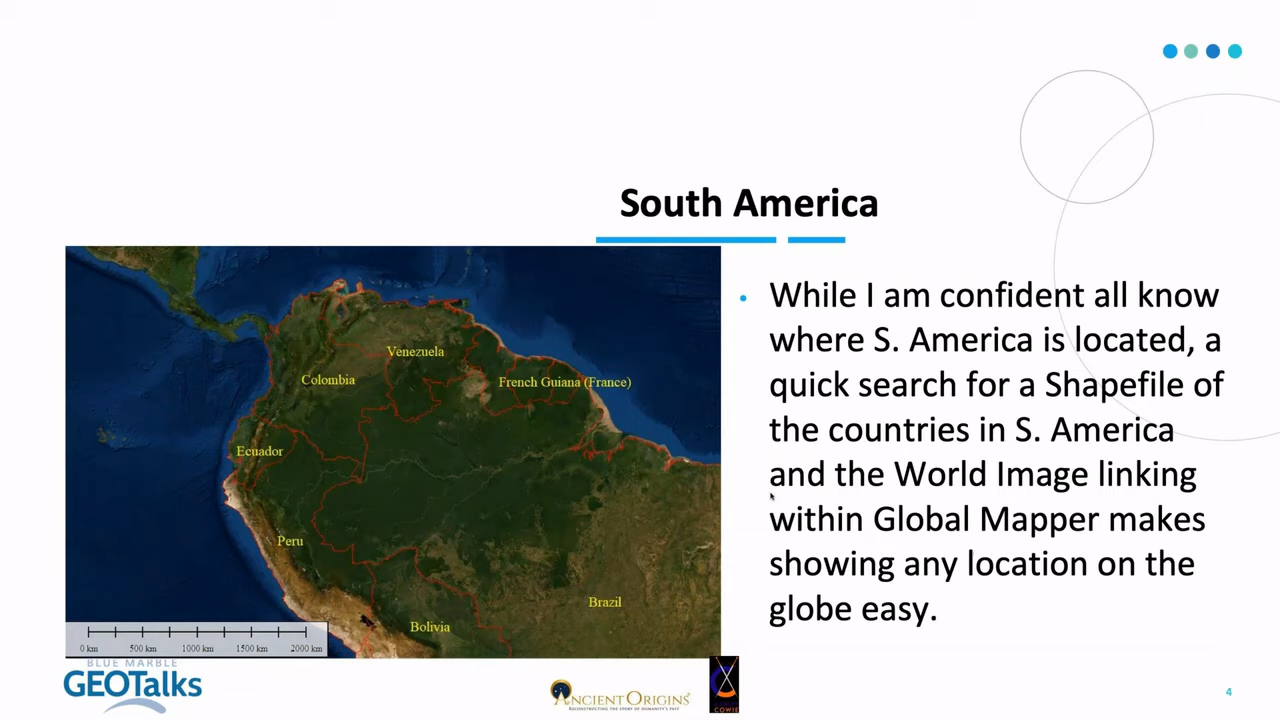 South America
Venezuela
Colombia
French Guiana (France)
Ecuador
Peru
Brazil
Bolivia
0 km 500 km 1000 km 1500 km 2000 km
• While I am confident all know
where S. America is located, a
quick search for a Shapefile of
the countries in S. America
and the World Image linking
within Global Mapper makes
showing any location on the
globe easy.
BLUE MARBLE
GEOTalks
ANCIENT ORIGINS
RECONSTRUCTING THE STORY OF HUMANITY'S PAST
COWIE
4